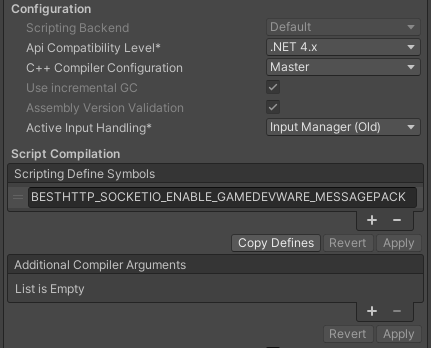 Configuration
Scripting Backend Default
Api Compatibility Level* .NET 4.x
C++ Compiler Configuration Master
Use incremental GC
Assembly Version Validation
Active Input Handling* Input Manager (Old)
Script Compilation
Scripting Define Symbols
BESTHTTP_SOCKETIO_ENABLE_GAMEDEVWARE_MESSAGEPACK
+ −
Copy Defines Revert Apply
Additional Compiler Arguments
List is Empty
+ −
Revert Apply